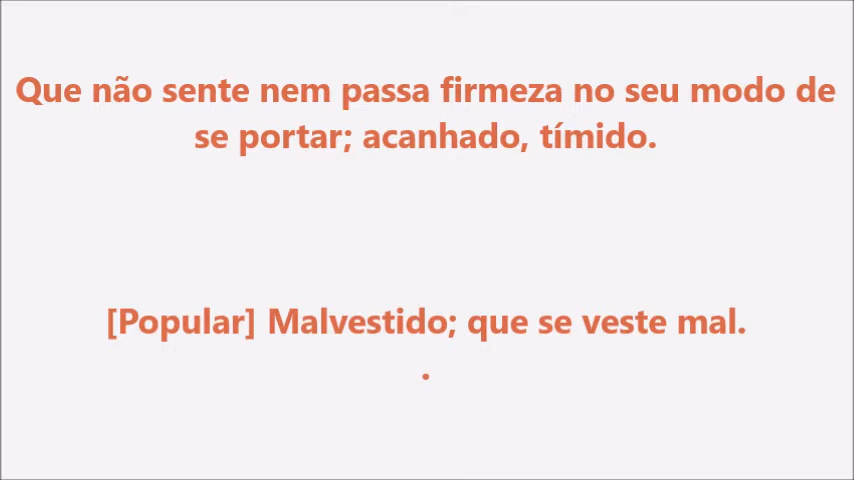 Que não sente nem passa firmeza no seu modo de
se portar; acanhado, tímido.
[Popular] Malvestido; que se veste mal.
.